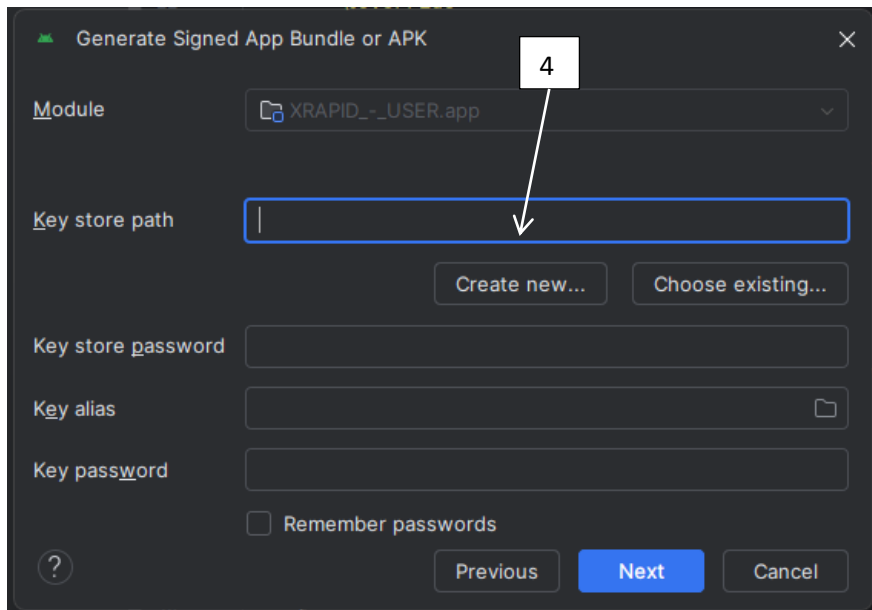 Generate Signed App Bundle or APK
4
Module
XRAPID_-_USER.app
Key store path
Create new...
Choose existing...
Key store password
Key alias
Key password
Remember passwords
?
Previous
Next
Cancel